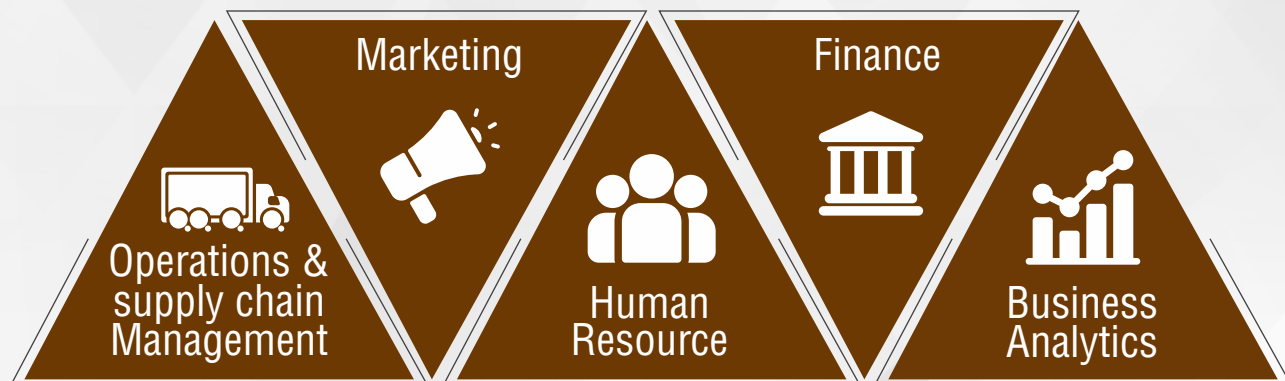 Operations &
supply chain
Management
Marketing
Human
Resource
Finance
Business
Analytics